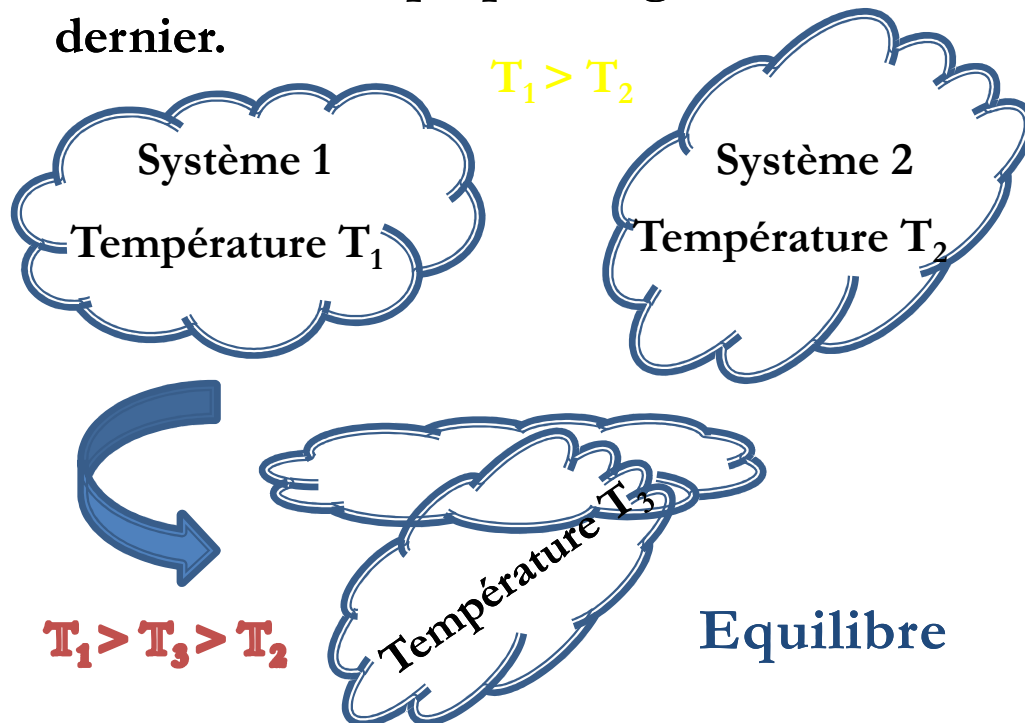 dernier.
T₁ > T₂
Système 1
Température T₁
Système 2
Température T₂
Température T₃
T₁ > T₃ > T₂
Equilibre